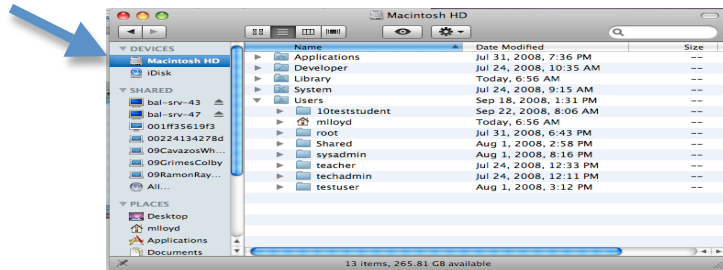 Macintosh HD
DEVICES
Macintosh HD
iDisk
SHARED
bal-srv-43
bal-srv-47
001ff35619f3
00224134278d
09CavazosWh...
09GrimesColby
09RamonRay...
All...
PLACES
Desktop
mlloyd
Applications
Documents
Name Date Modified Size
Applications Jul 31, 2008, 7:36 PM --
Developer Jul 24, 2008, 10:35 AM --
Library Today, 6:56 AM --
System Jul 24, 2008, 9:15 AM --
Users Sep 18, 2008, 1:31 PM --
10teststudent Sep 22, 2008, 8:06 AM --
mlloyd Today, 6:56 AM --
root Jul 31, 2008, 6:43 PM --
Shared Aug 1, 2008, 2:58 PM --
sysadmin Aug 1, 2008, 8:16 PM --
teacher Jul 24, 2008, 12:33 PM --
techadmin Jul 24, 2008, 12:11 PM --
testuser Aug 1, 2008, 3:12 PM --
13 items, 265.81 GB available